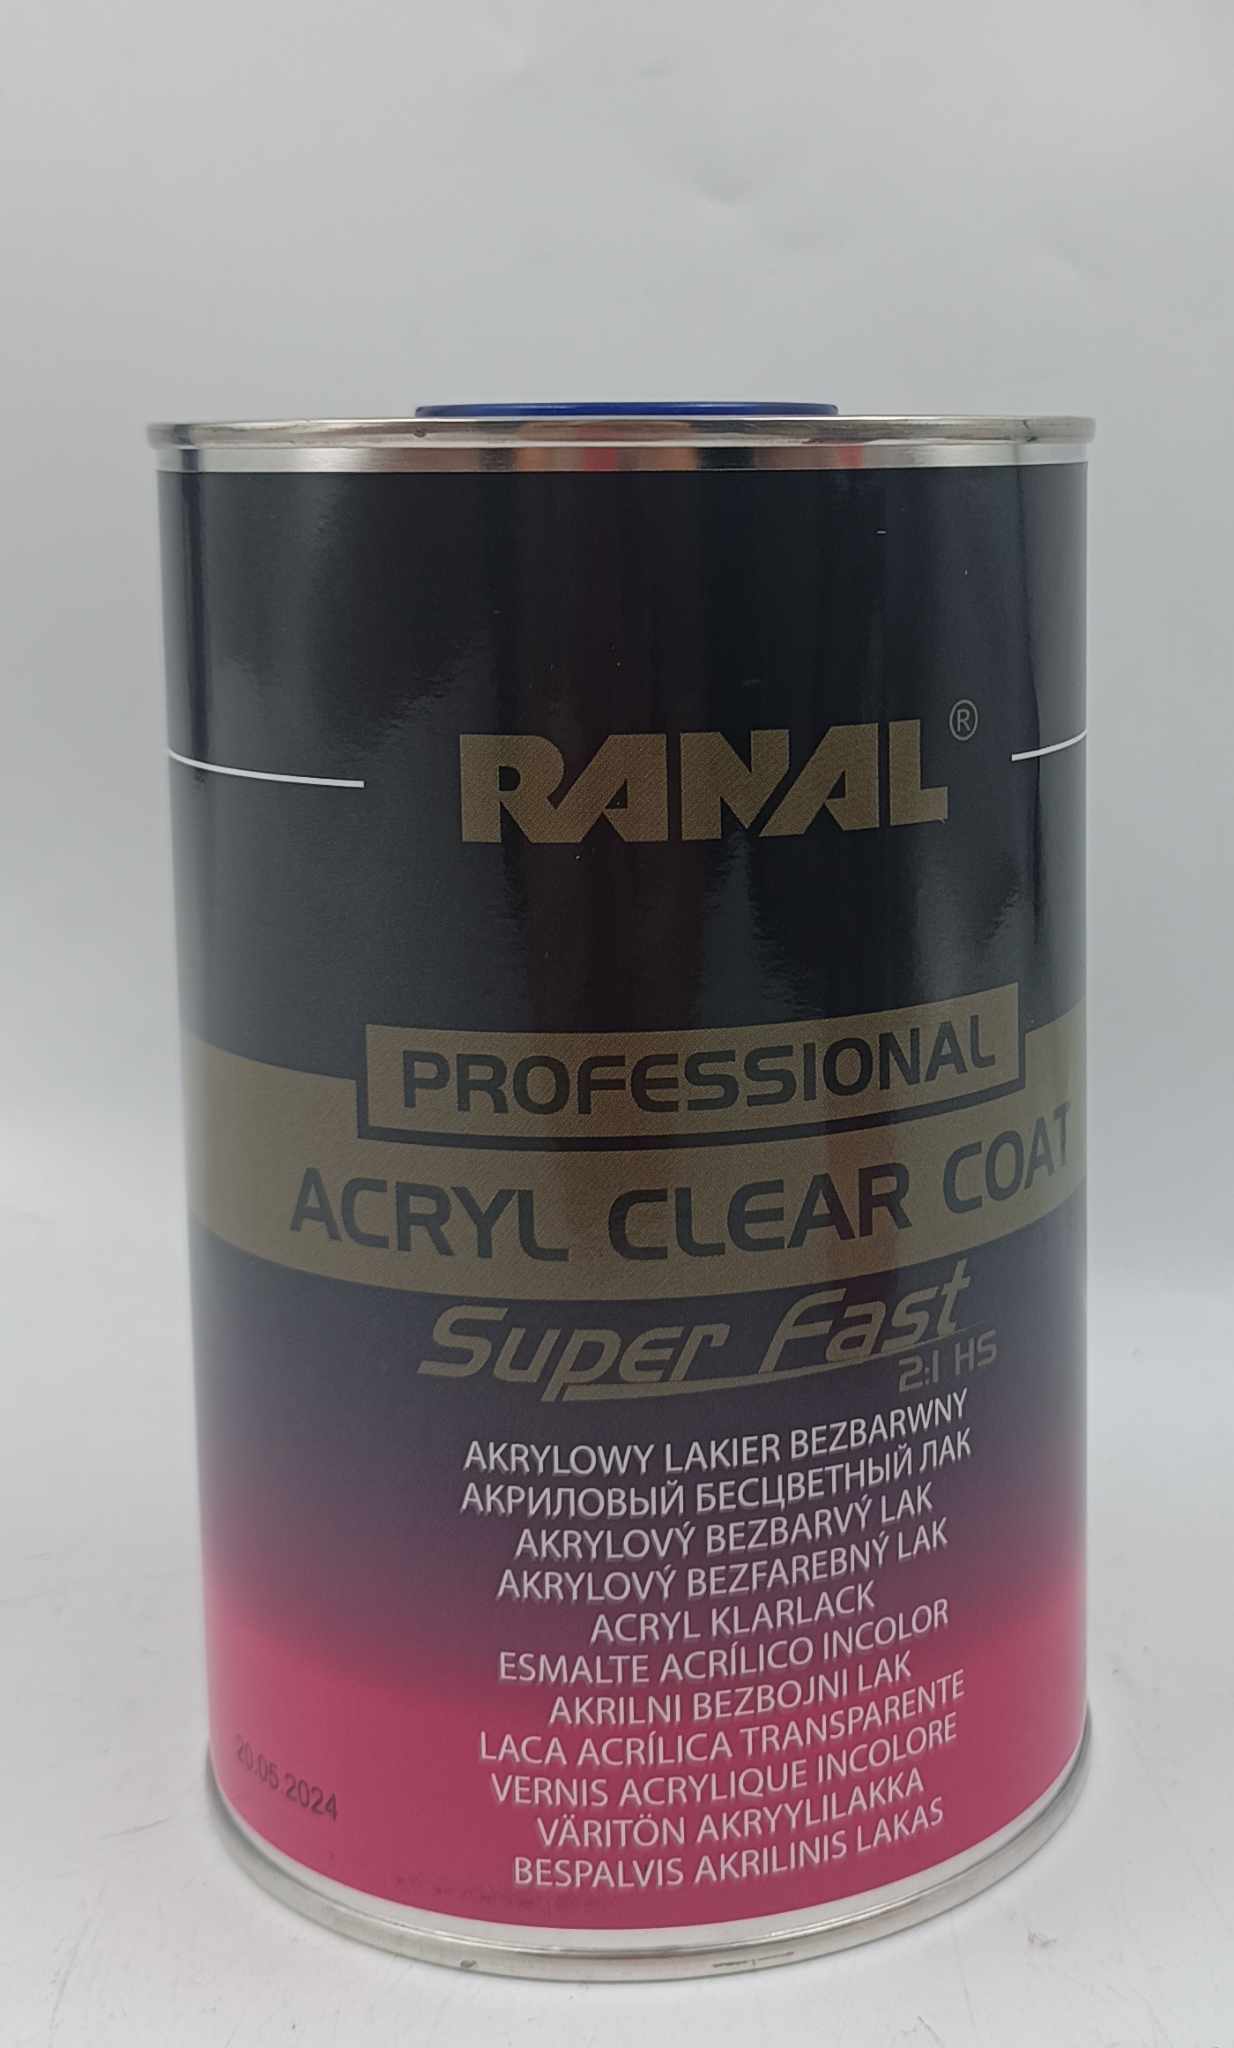 RANAL®
PROFESSIONAL
ACRYL CLEAR COAT
Super Fast
2:1 HS
AKRYLOWY LAKIER BEZBARWNY
АКРИЛОВЫЙ БЕСЦВЕТНЫЙ ЛАК
AKRYLOVÝ BEZBARVÝ LAK
AKRYLOVÝ BEZFAREBNÝ LAK
ACRYL KLARLACK
ESMALTE ACRÍLICO INCOLOR
AKRILNI BEZBOJNI LAK
LACA ACRÍLICA TRANSPARENTE
VERNIS ACRYLIQUE INCOLORE
VÄRITÖN AKRYYLILAKKA
BESPALVIS AKRILINIS LAKAS
20.05.2024